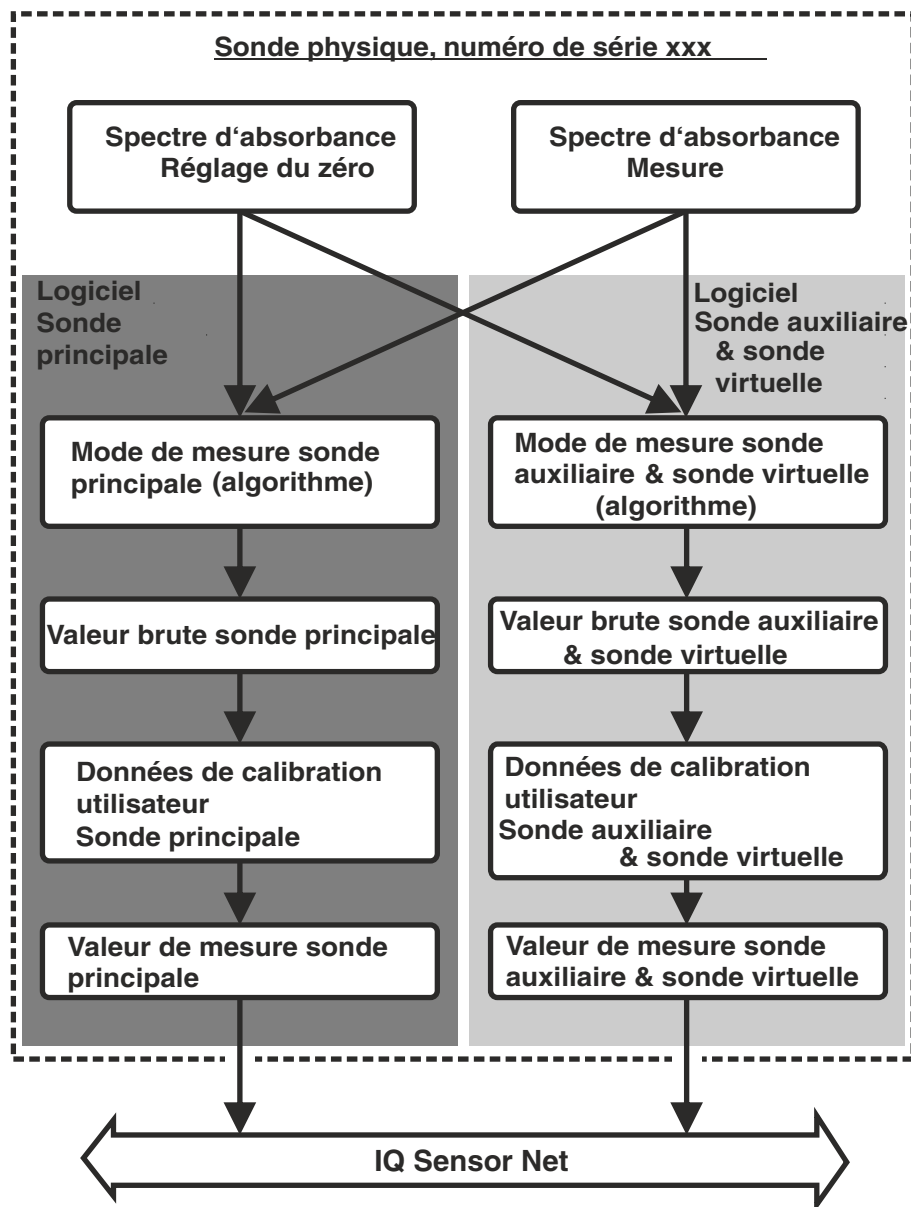 Sonde physique, numéro de série xxx
Spectre d‘absorbance
Réglage du zéro
Spectre d‘absorbance
Mesure
Logiciel
Sonde
principale
Logiciel
Sonde auxiliaire
& sonde
virtuelle
Mode de mesure sonde
principale (algorithme)
Mode de mesure sonde
auxiliaire & sonde virtuelle
(algorithme)
Valeur brute sonde principale
Valeur brute sonde auxiliaire
& sonde virtuelle
Données de calibration
utilisateur
Sonde principale
Données de calibration
utilisateur
Sonde auxiliaire
& sonde virtuelle
Valeur de mesure sonde
principale
Valeur de mesure sonde
auxiliaire & sonde virtuelle
IQ Sensor Net